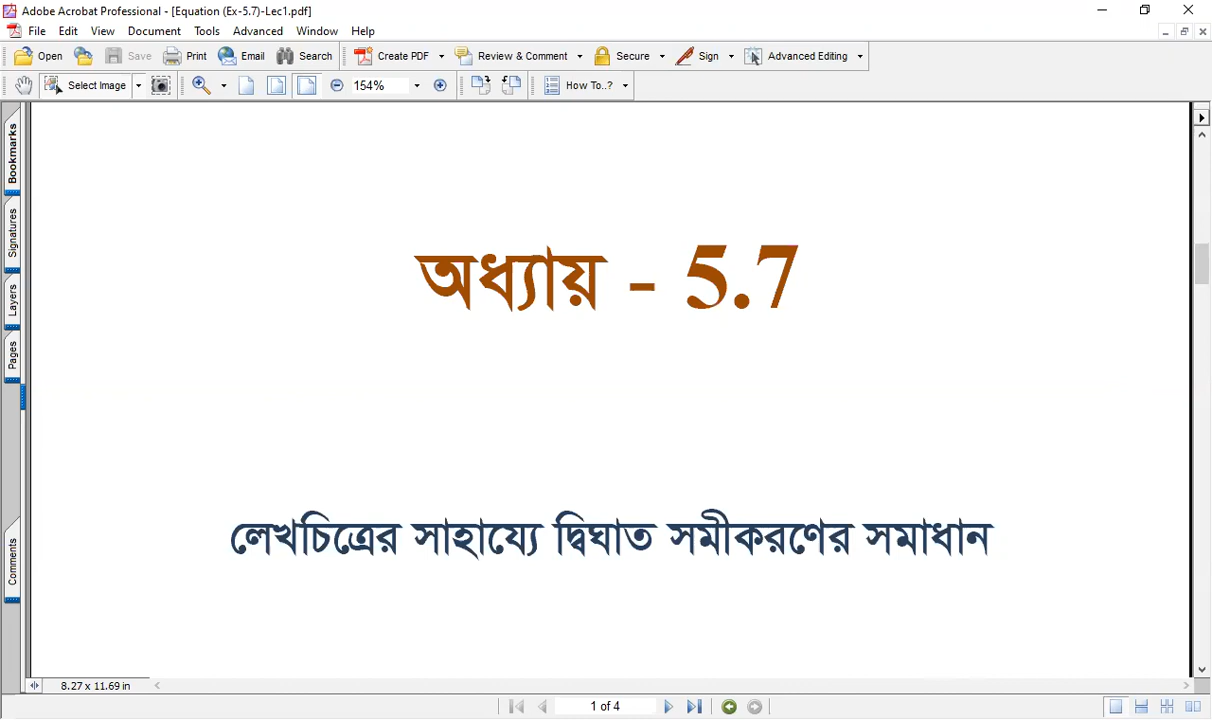 Adobe Acrobat Professional - [Equation (Ex-5.7)-Lec1.pdf]
File Edit View Document Tools Advanced Window Help
Open Save Print Email Search Create PDF Review & Comment Secure Sign Advanced Editing
Select Image 154% How To..?
Bookmarks
Signatures
Layers
Pages
Comments
অধ্যায় - 5.7
লেখচিত্রের সাহায্যে দ্বিঘাত সমীকরণের সমাধান
8.27 x 11.69 in
1 of 4